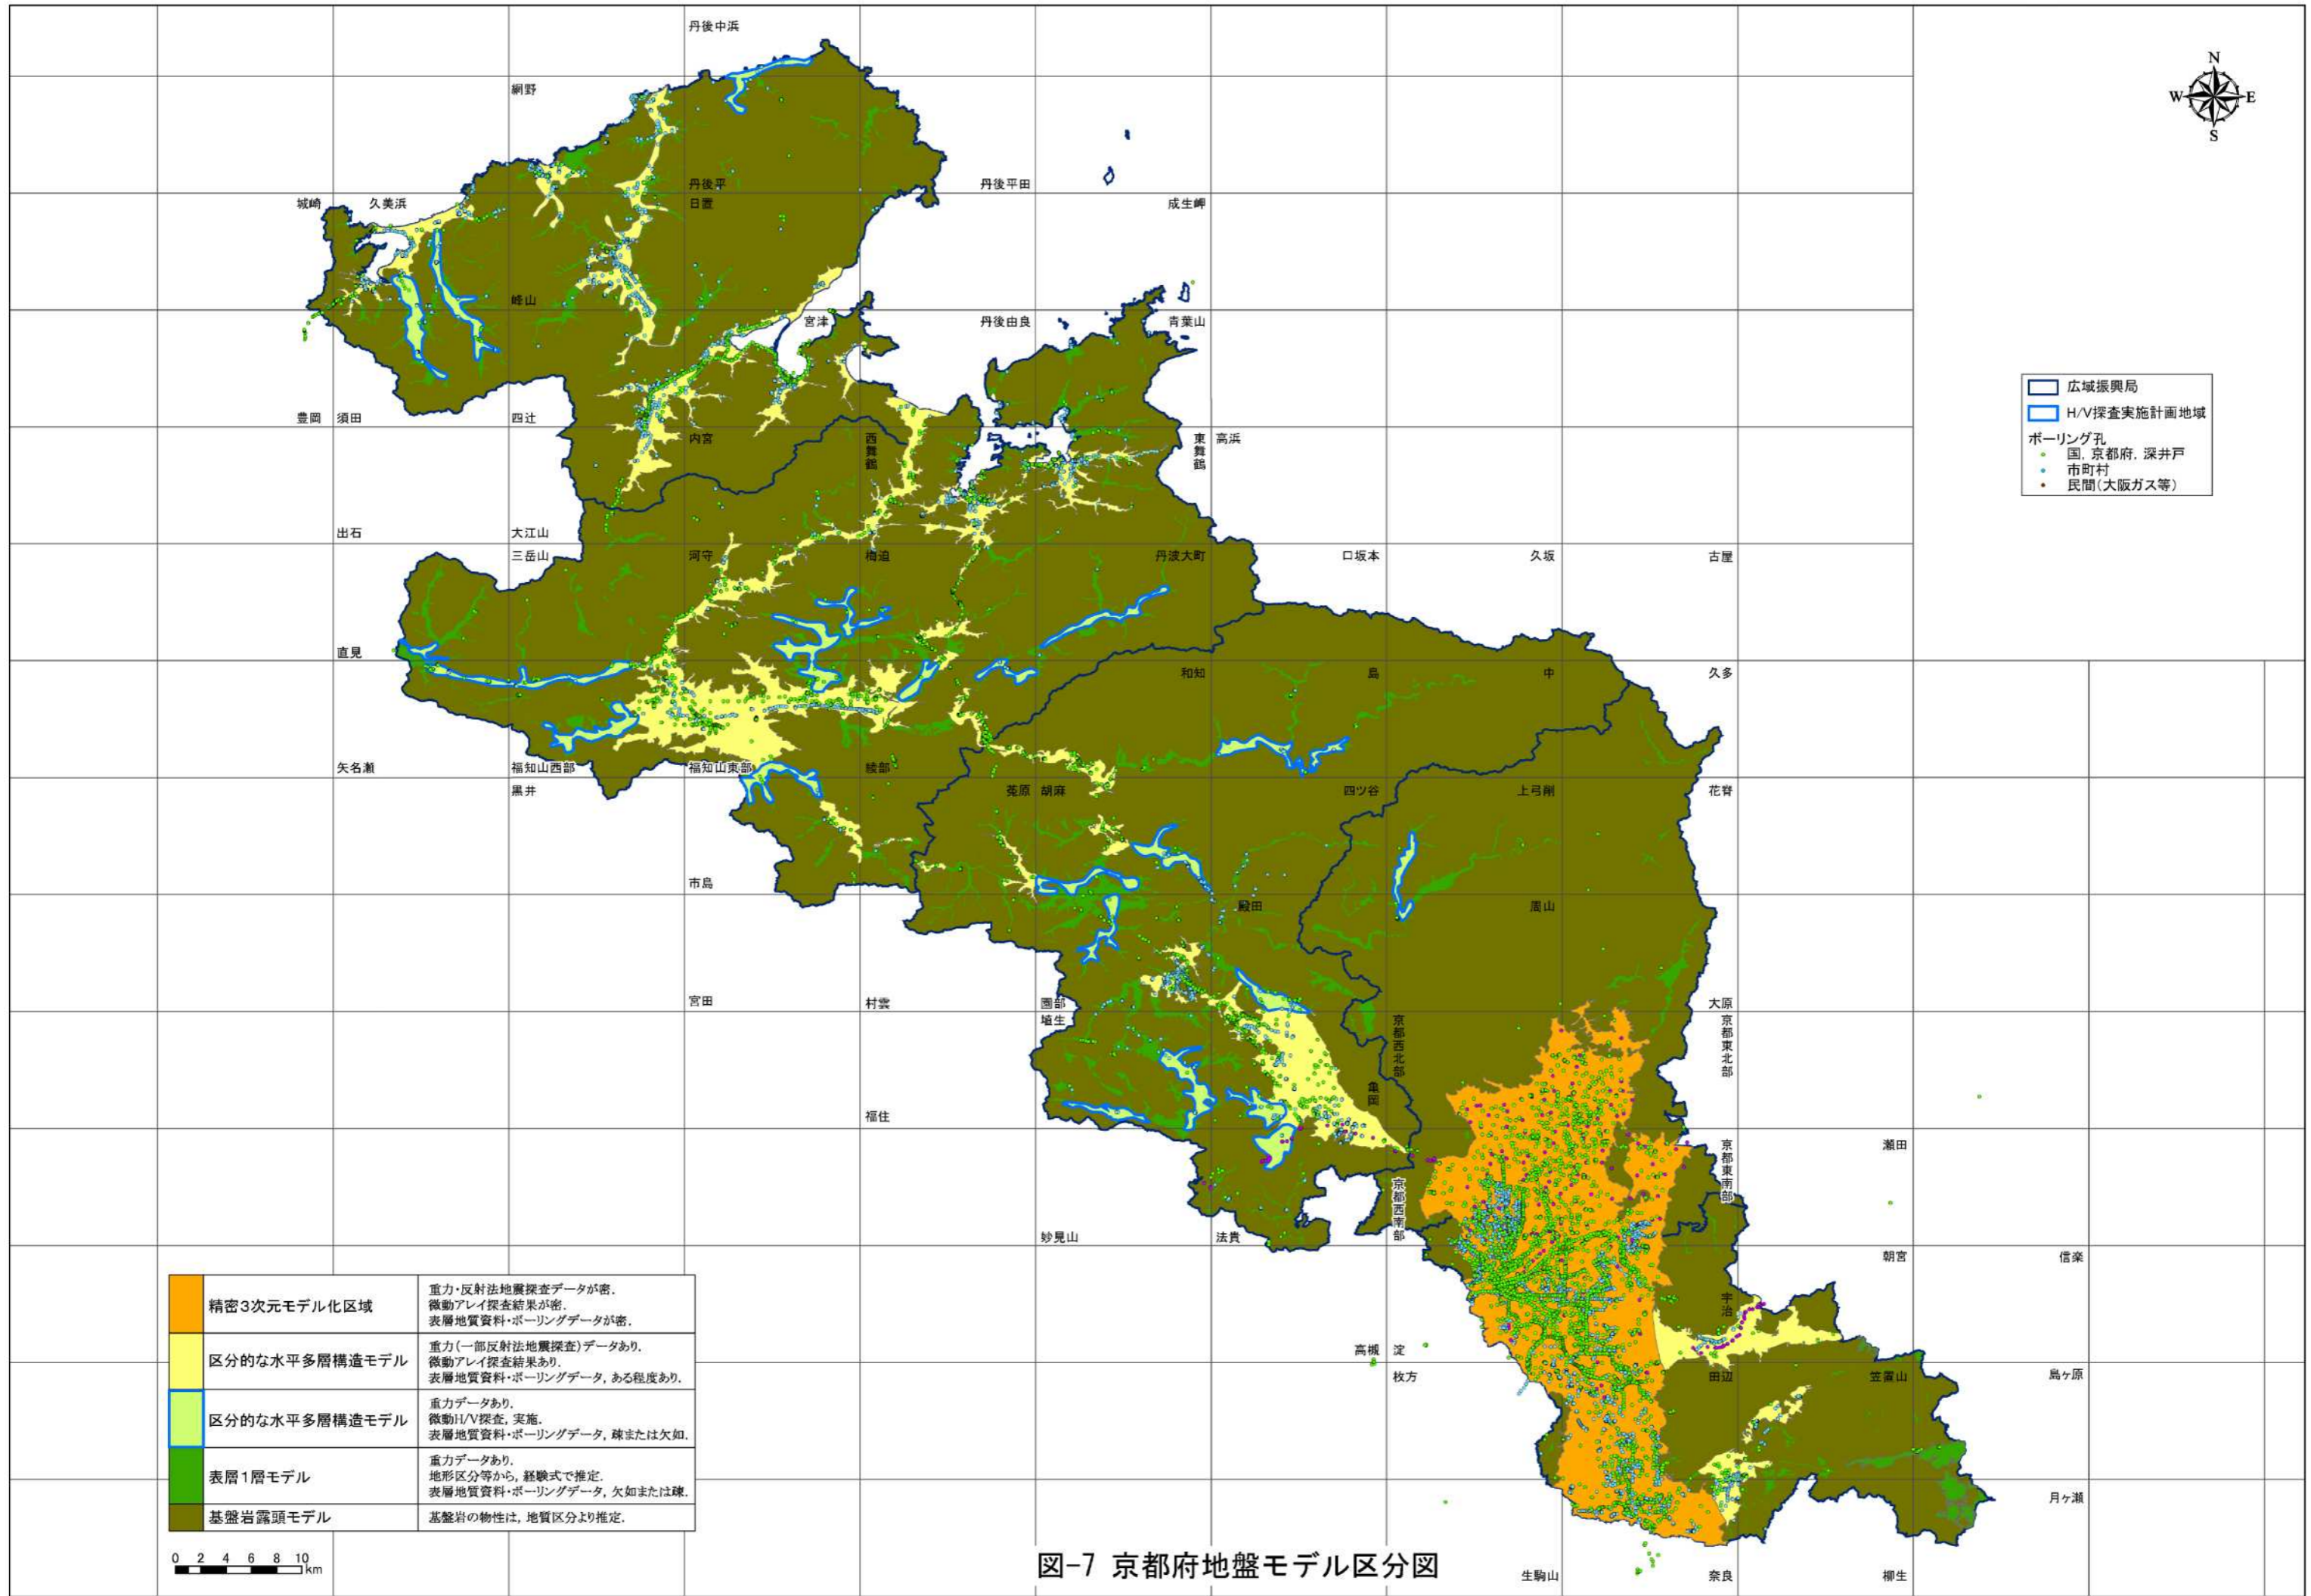 丹後中浜
N
W
E
S
網野
丹後平
丹後平田
城崎
久美浜
日置
成生岬
峰山
宮津
丹後由良
青葉山
広域振興局
H/V探査実施計画地域
ボーリング孔
国, 京都府, 深井戸
市町村
民間(大阪ガス等)
豊岡
須田
四辻
内宮
西舞鶴
東舞鶴
高浜
出石
大江山
三岳山
河守
梅迫
丹波大町
口坂本
久坂
古屋
直見
和知
島
中
久多
矢名瀬
福知山西部
福知山東部
綾部
黒井
菟原
胡麻
四ツ谷
上弓削
花脊
市島
殿田
周山
宮田
村雲
園部
大原
埴生
京都西北部
京都東北部
亀岡
福住
瀬田
京都東南部
京都西南部
妙見山
法貴
朝宮
信楽
宇治
高槻
淀
枚方
田辺
笠置山
島ヶ原
月ヶ瀬
精密3次元モデル化区域
重力・反射法地震探査データが密.
微動アレイ探査結果が密.
表層地質資料・ボーリングデータが密.
区分的な水平多層構造モデル
重力(一部反射法地震探査)データあり.
微動アレイ探査結果あり.
表層地質資料・ボーリングデータ, ある程度あり.
区分的な水平多層構造モデル
重力データあり.
微動H/V探査, 実施.
表層地質資料・ボーリングデータ, 疎または欠如.
表層1層モデル
重力データあり.
地形区分等から, 経験式で推定.
表層地質資料・ボーリングデータ, 欠如または疎.
基盤岩露頭モデル
基盤岩の物性は, 地質区分より推定.
0 2 4 6 8 10
km
図-7 京都府地盤モデル区分図
生駒山
奈良
柳生